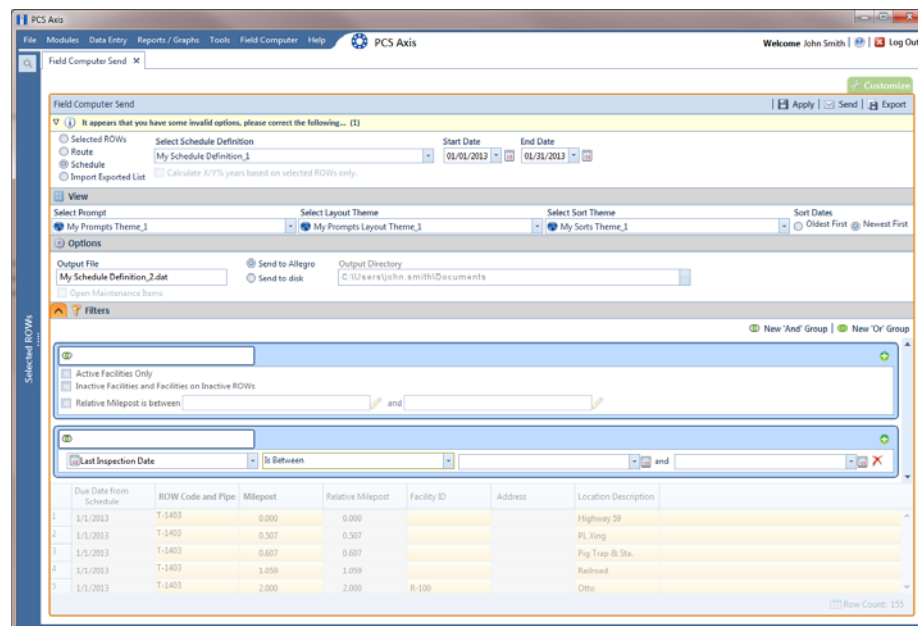 PCS Axis
File Modules Data Entry Reports / Graphs Tools Field Computer Help PCS Axis Welcome John Smith Log Out
Field Computer Send
Customize
Field Computer Send Apply Send Export
It appears that you have some invalid options, please correct the following... (1)
Selected ROWs
Route
Schedule
Import Exported List
Select Schedule Definition Start Date End Date
My Schedule Definition_1 01/01/2013 01/31/2013
Calculate X/Y% years based on selected ROWs only.
View
Select Prompt Select Layout Theme Select Sort Theme Sort Dates
My Prompts Theme_1 My Prompts Layout Theme_1 My Sorts Theme_1 Oldest First Newest First
Options
Output File Send to Allegro Output Directory
My Schedule Definition_2.dat Send to disk C:\Users\john.smith\Documents
Open Maintenance Items
Filters
Selected ROWs
New 'And' Group New 'Or' Group
Active Facilities Only
Inactive Facilities and Facilities on Inactive ROWs
Relative Milepost is between and
Last Inspection Date Is Between and
Due Date from Schedule ROW Code and Pipe Milepost Relative Milepost Facility ID Address Location Description
1 1/1/2013 T-1403 0.000 0.000 Highway 59
2 1/1/2013 T-1403 0.507 0.507 PL Xing
3 1/1/2013 T-1403 0.607 0.607 Pig Trap & Sta.
4 1/1/2013 T-1403 1.059 1.059 Railroad
5 1/1/2013 T-1403 2.000 2.000 R-100 Otto
Row Count: 155